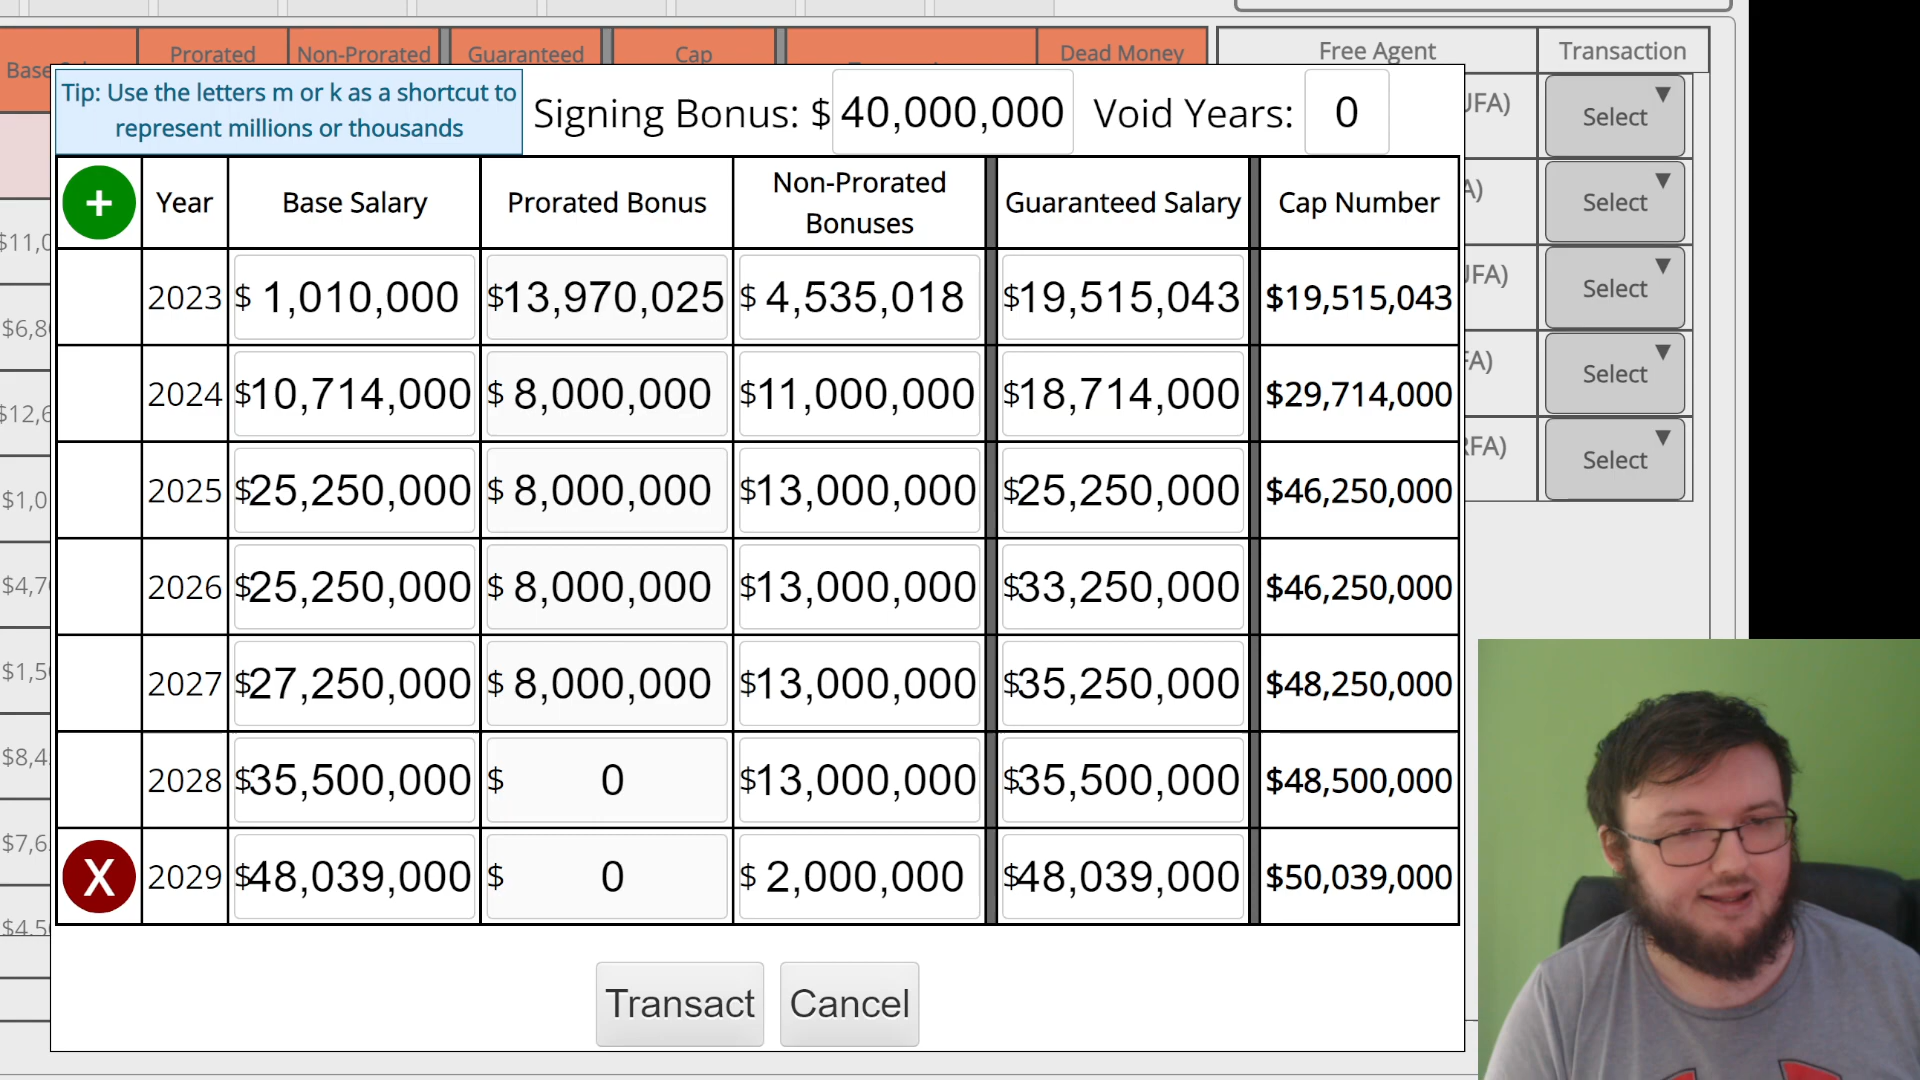 Prorated Non-Prorated Guaranteed Cap Dead Money Free Agent Transaction
Base
Tip: Use the letters m or k as a shortcut to
represent millions or thousands
Signing Bonus: $ 40,000,000 Void Years: 0
+ Year Base Salary Prorated Bonus Non-Prorated
Bonuses Guaranteed Salary Cap Number
2023 $ 1,010,000 $13,970,025 $ 4,535,018 $19,515,043 $19,515,043
2024 $10,714,000 $ 8,000,000 $11,000,000 $18,714,000 $29,714,000
2025 $25,250,000 $ 8,000,000 $13,000,000 $25,250,000 $46,250,000
2026 $25,250,000 $ 8,000,000 $13,000,000 $33,250,000 $46,250,000
2027 $27,250,000 $ 8,000,000 $13,000,000 $35,250,000 $48,250,000
2028 $35,500,000 $ 0 $13,000,000 $35,500,000 $48,500,000
X 2029 $48,039,000 $ 0 $ 2,000,000 $48,039,000 $50,039,000
Transact Cancel
Select
Select
Select
Select
Select